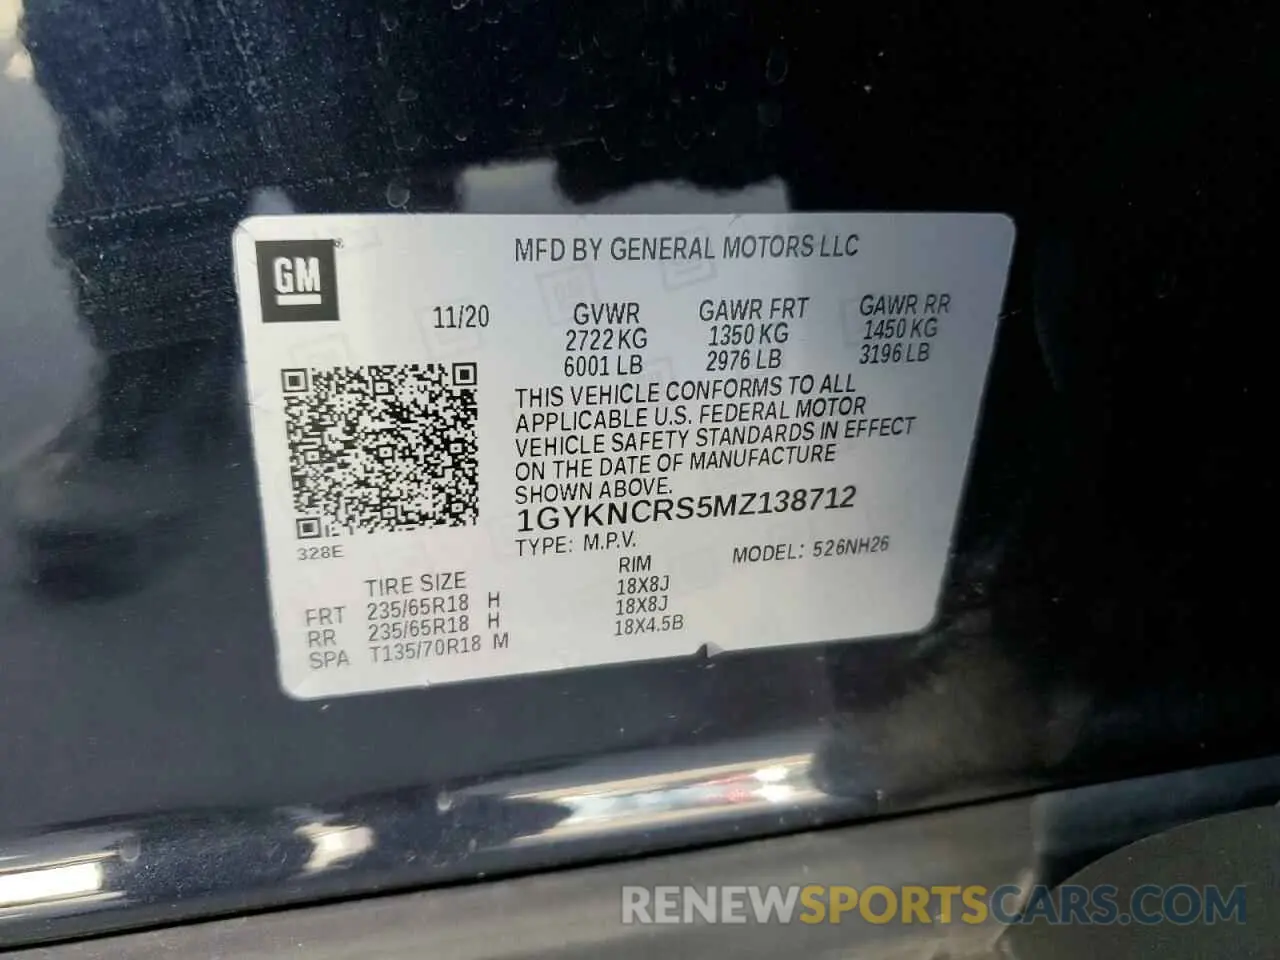 GM
MFD BY GENERAL MOTORS LLC
11/20
GVWR GAWR FRT GAWR RR
2722 KG 1350 KG 1450 KG
6001 LB 2976 LB 3196 LB
THIS VEHICLE CONFORMS TO ALL
APPLICABLE U.S. FEDERAL MOTOR
VEHICLE SAFETY STANDARDS IN EFFECT
ON THE DATE OF MANUFACTURE
SHOWN ABOVE.
1GYKNCRS5MZ138712
328E
TYPE: M.P.V. MODEL: 526NH26
TIRE SIZE RIM
FRT 235/65R18 H 18X8J
RR 235/65R18 H 18X8J
SPA T135/70R18 M 18X4.5B
RENEWSPORTSCARS.COM